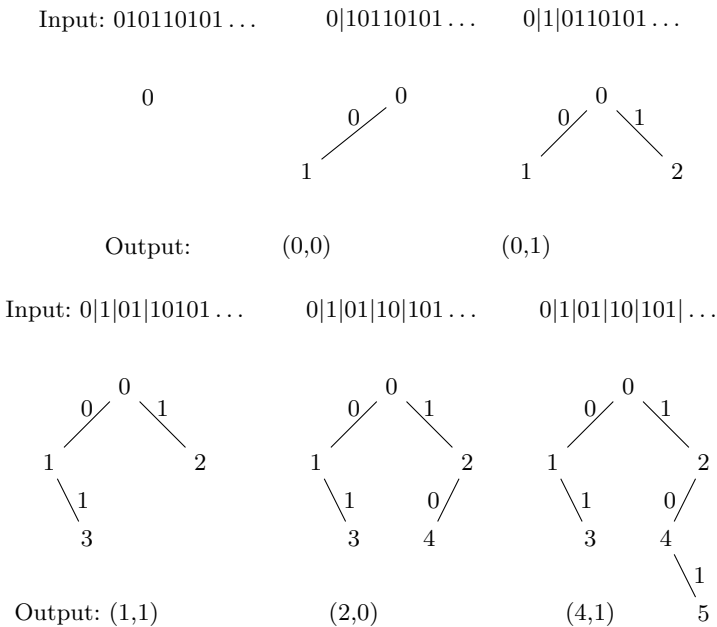 Input: 010110101 . . . 0|10110101 . . . 0|1|0110101 . . .
0 0 0
0 0 1
1 1 2
Output: (0,0) (0,1)
Input: 0|1|01|10101 . . . 0|1|01|10|101 . . . 0|1|01|10|101| . . .
0 0 0
0 1 0 1 0 1
1 2 1 2 1 2
1 1 0 1 0
3 3 4 3 4
1
Output: (1,1) (2,0) (4,1) 5